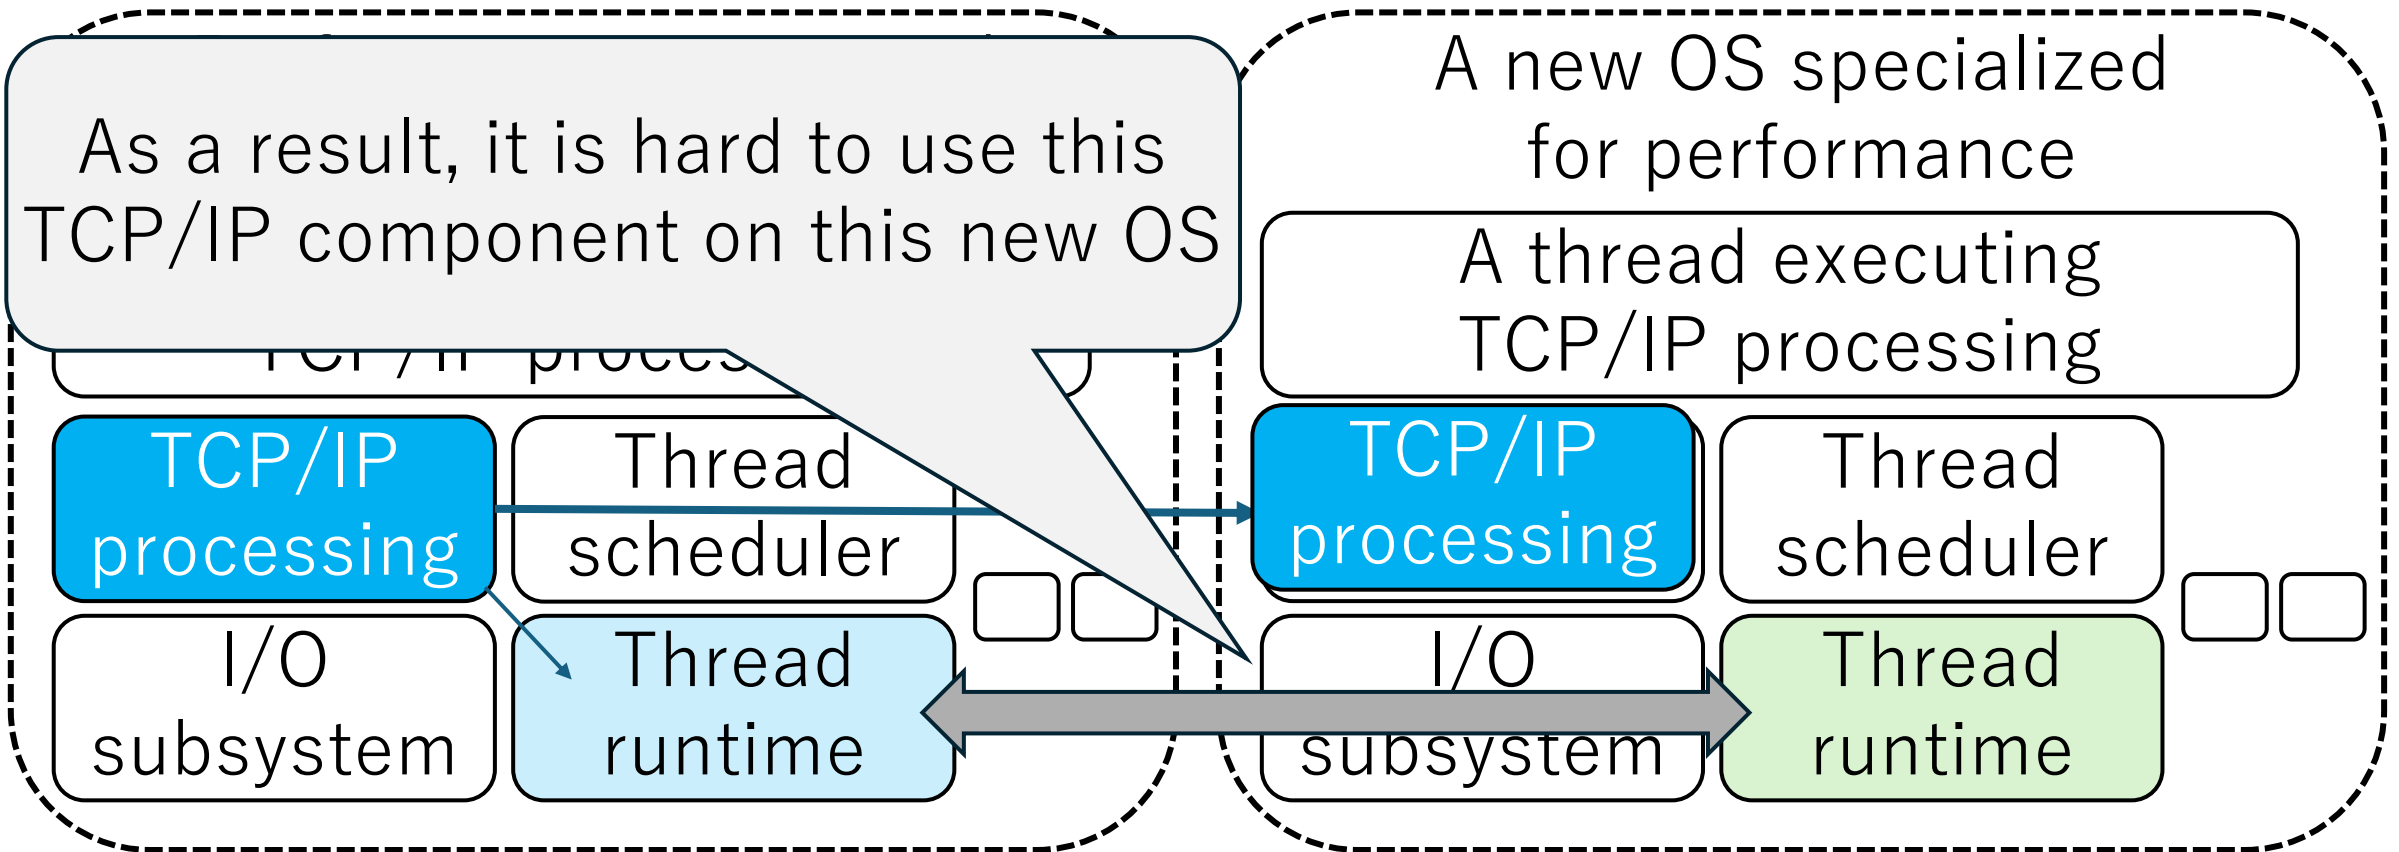 As a result, it is hard to use this
TCP/IP component on this new OS
TCP/IP
processing
Thread
scheduler
I/O
subsystem
Thread
runtime
A new OS specialized
for performance
A thread executing
TCP/IP processing
TCP/IP
processing
Thread
scheduler
I/O
subsystem
Thread
runtime